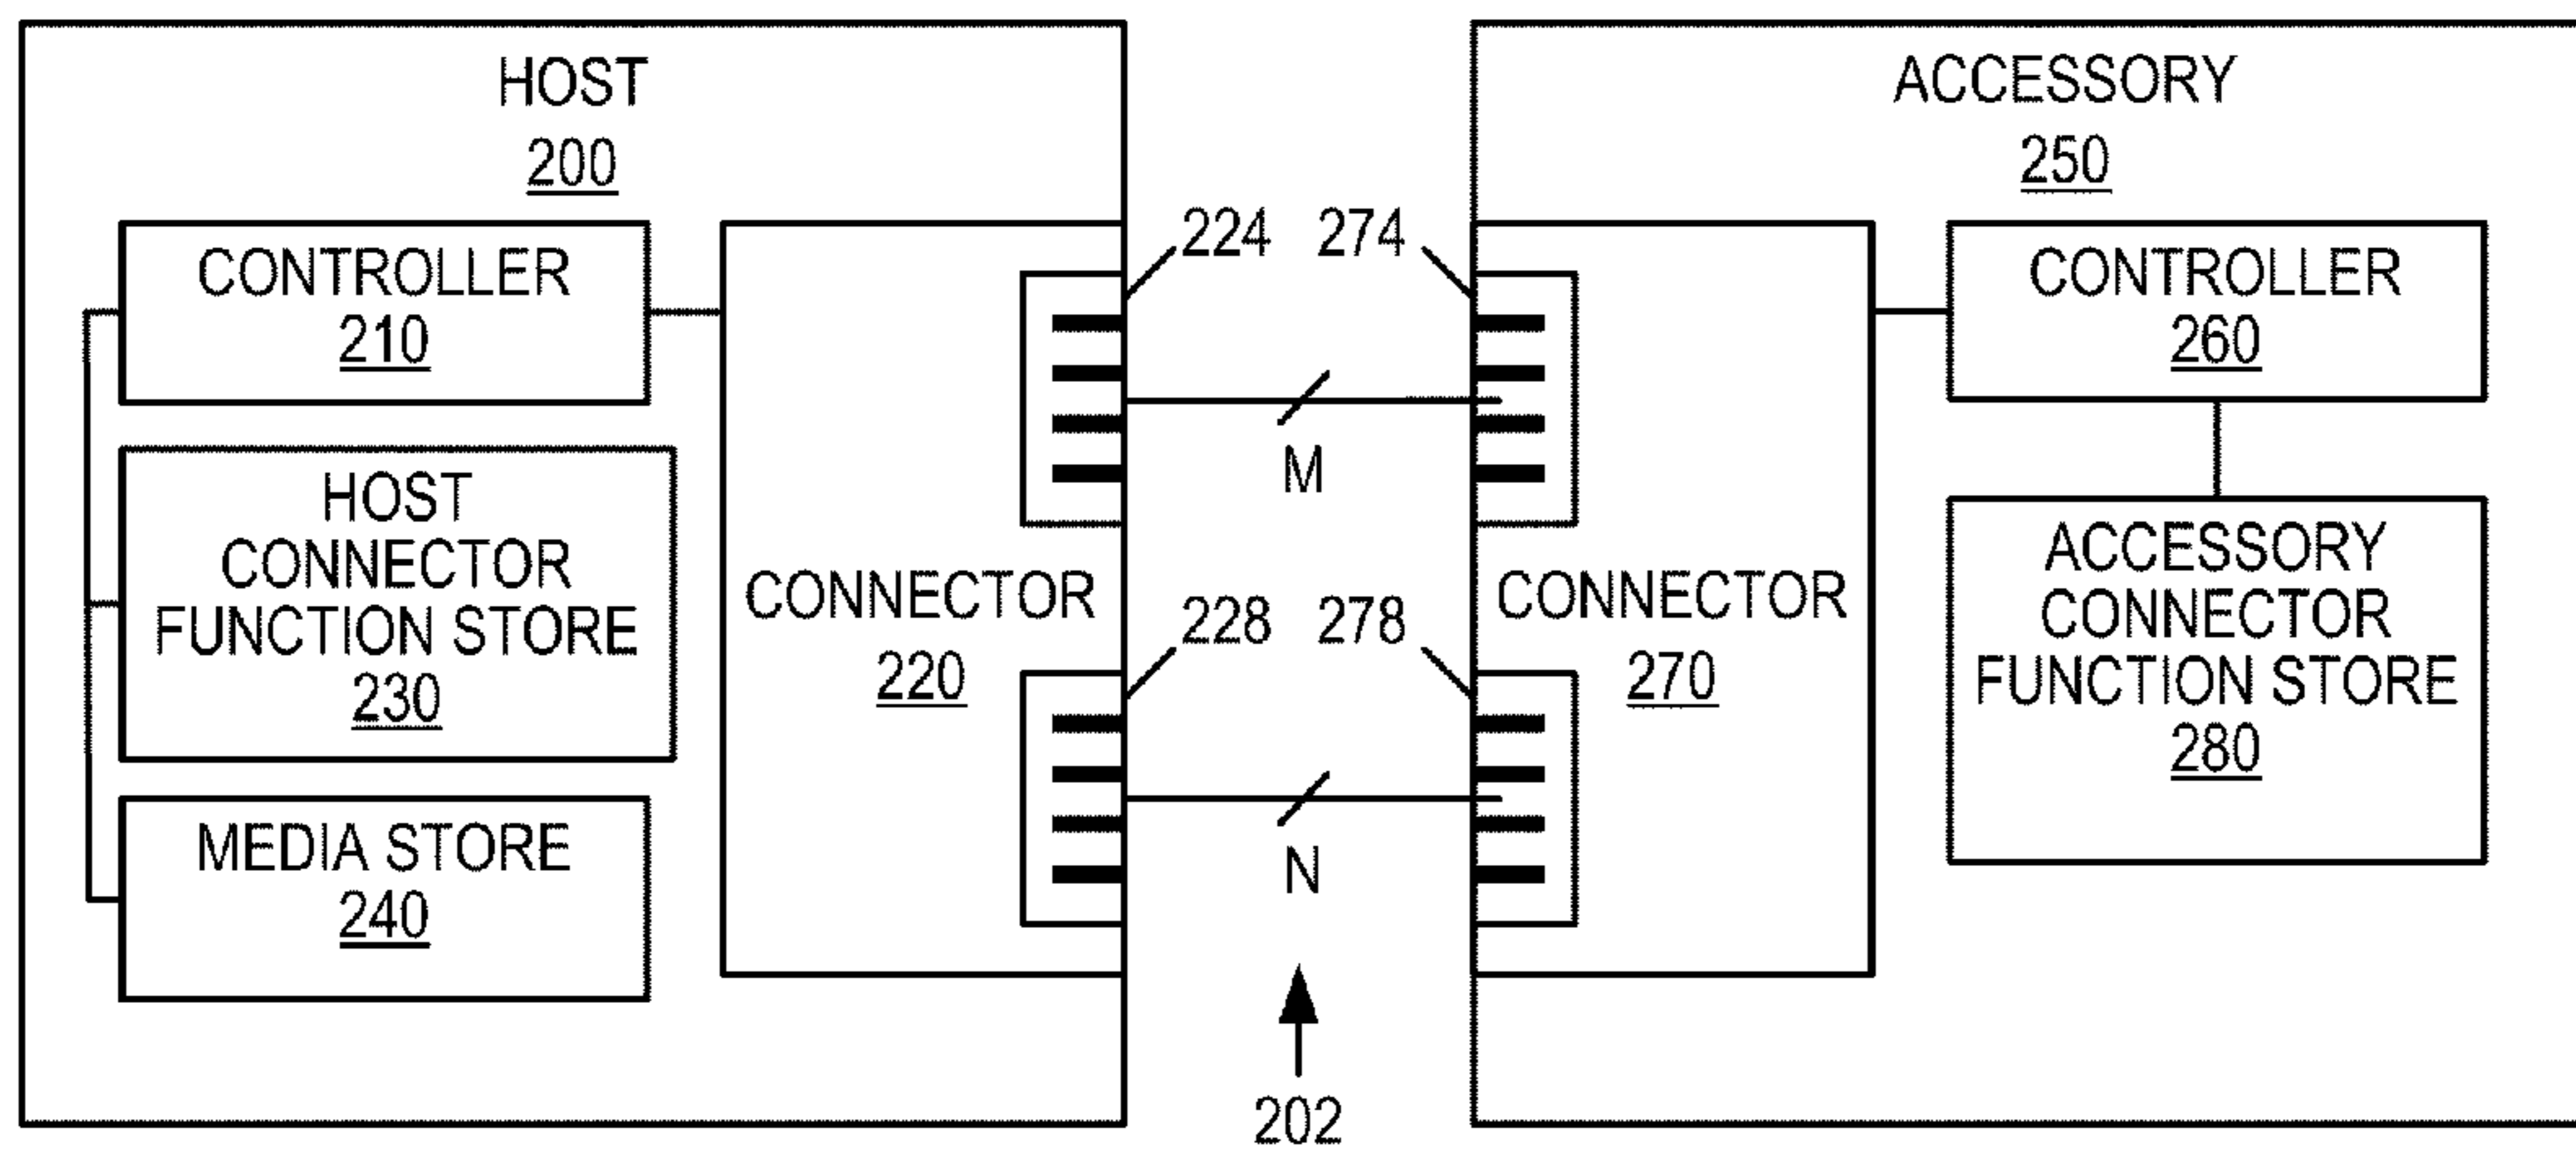 HOST
200
CONTROLLER
210
HOST
CONNECTOR
FUNCTION STORE
230
MEDIA STORE
240
CONNECTOR
220
224
228
M
N
202
274
278
ACCESSORY
250
CONNECTOR
270
CONTROLLER
260
ACCESSORY
CONNECTOR
FUNCTION STORE
280